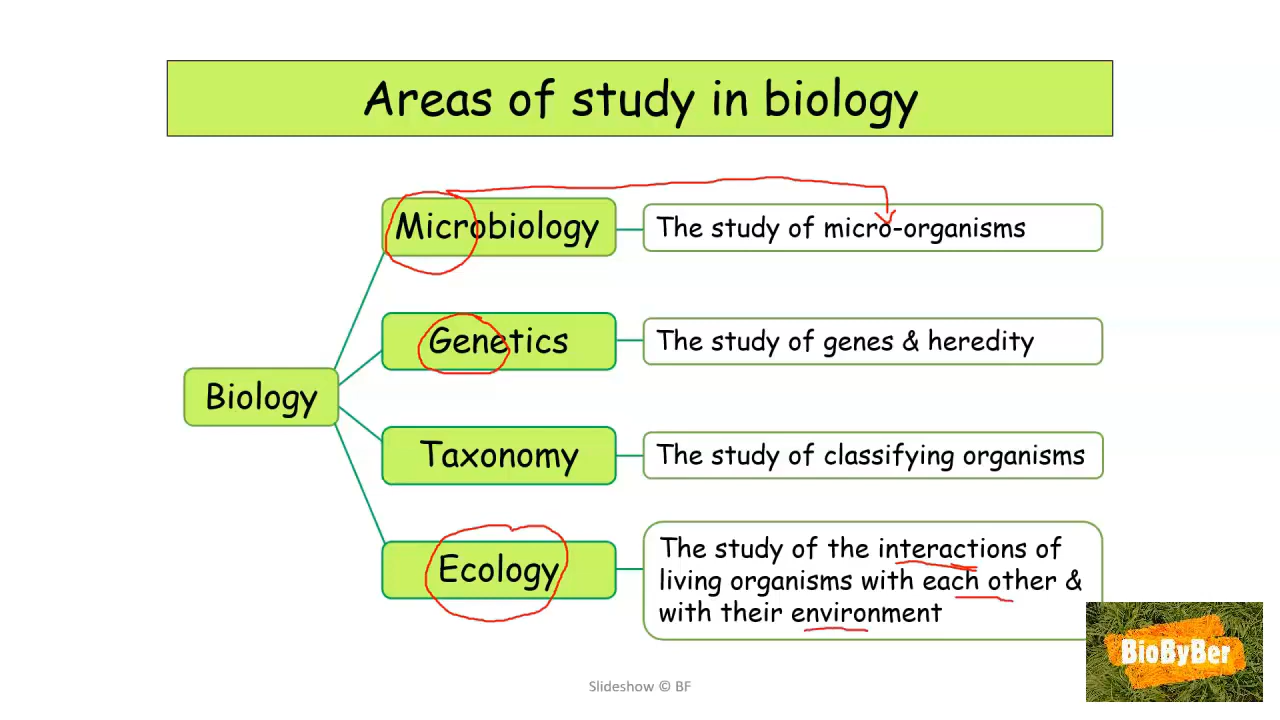 Areas of study in biology
Microbiology
The study of micro-organisms
Genetics
The study of genes & heredity
Biology
Taxonomy
The study of classifying organisms
Ecology
The study of the interactions of
living organisms with each other &
with their environment
BioByBer
Slideshow © BF